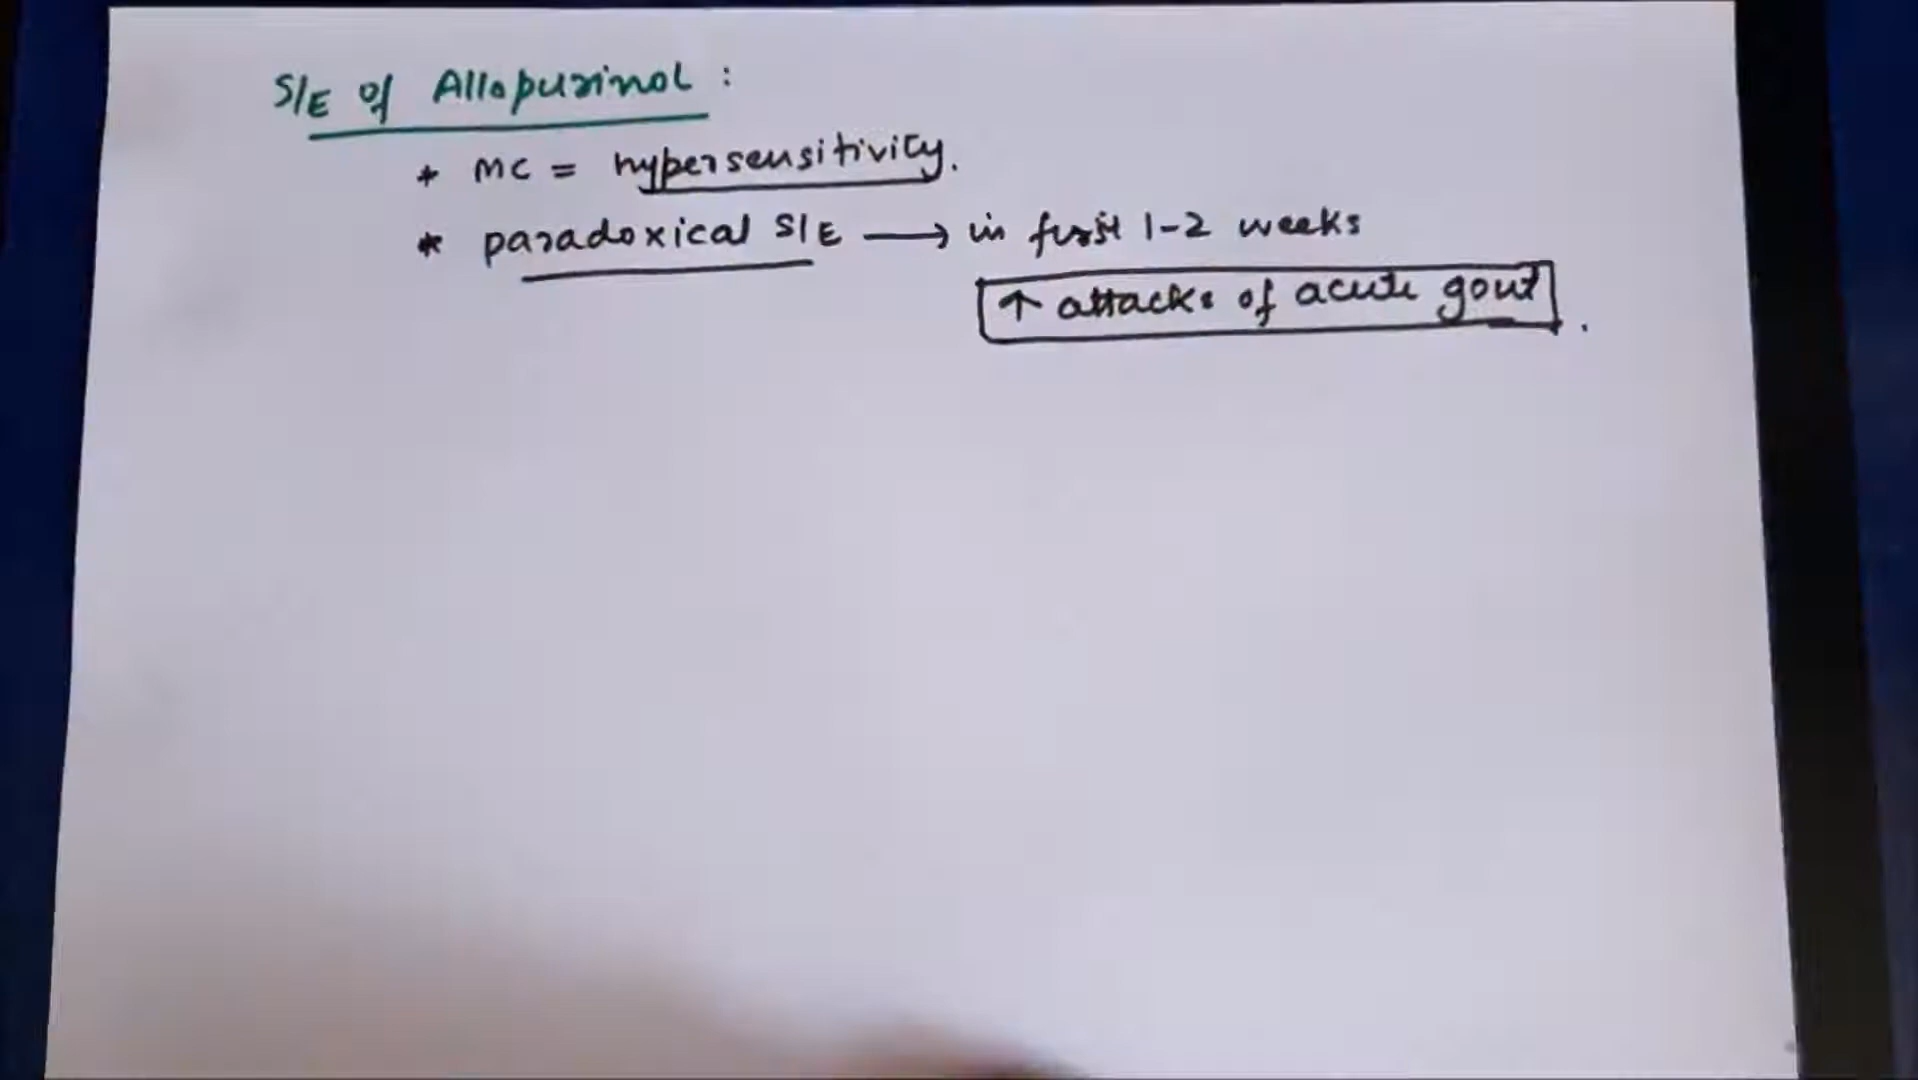 S/E of Allopurinol :
* MC = hypersensitivity.
* paradoxical S/E → in first 1-2 weeks
↑ attacks of acute gout.